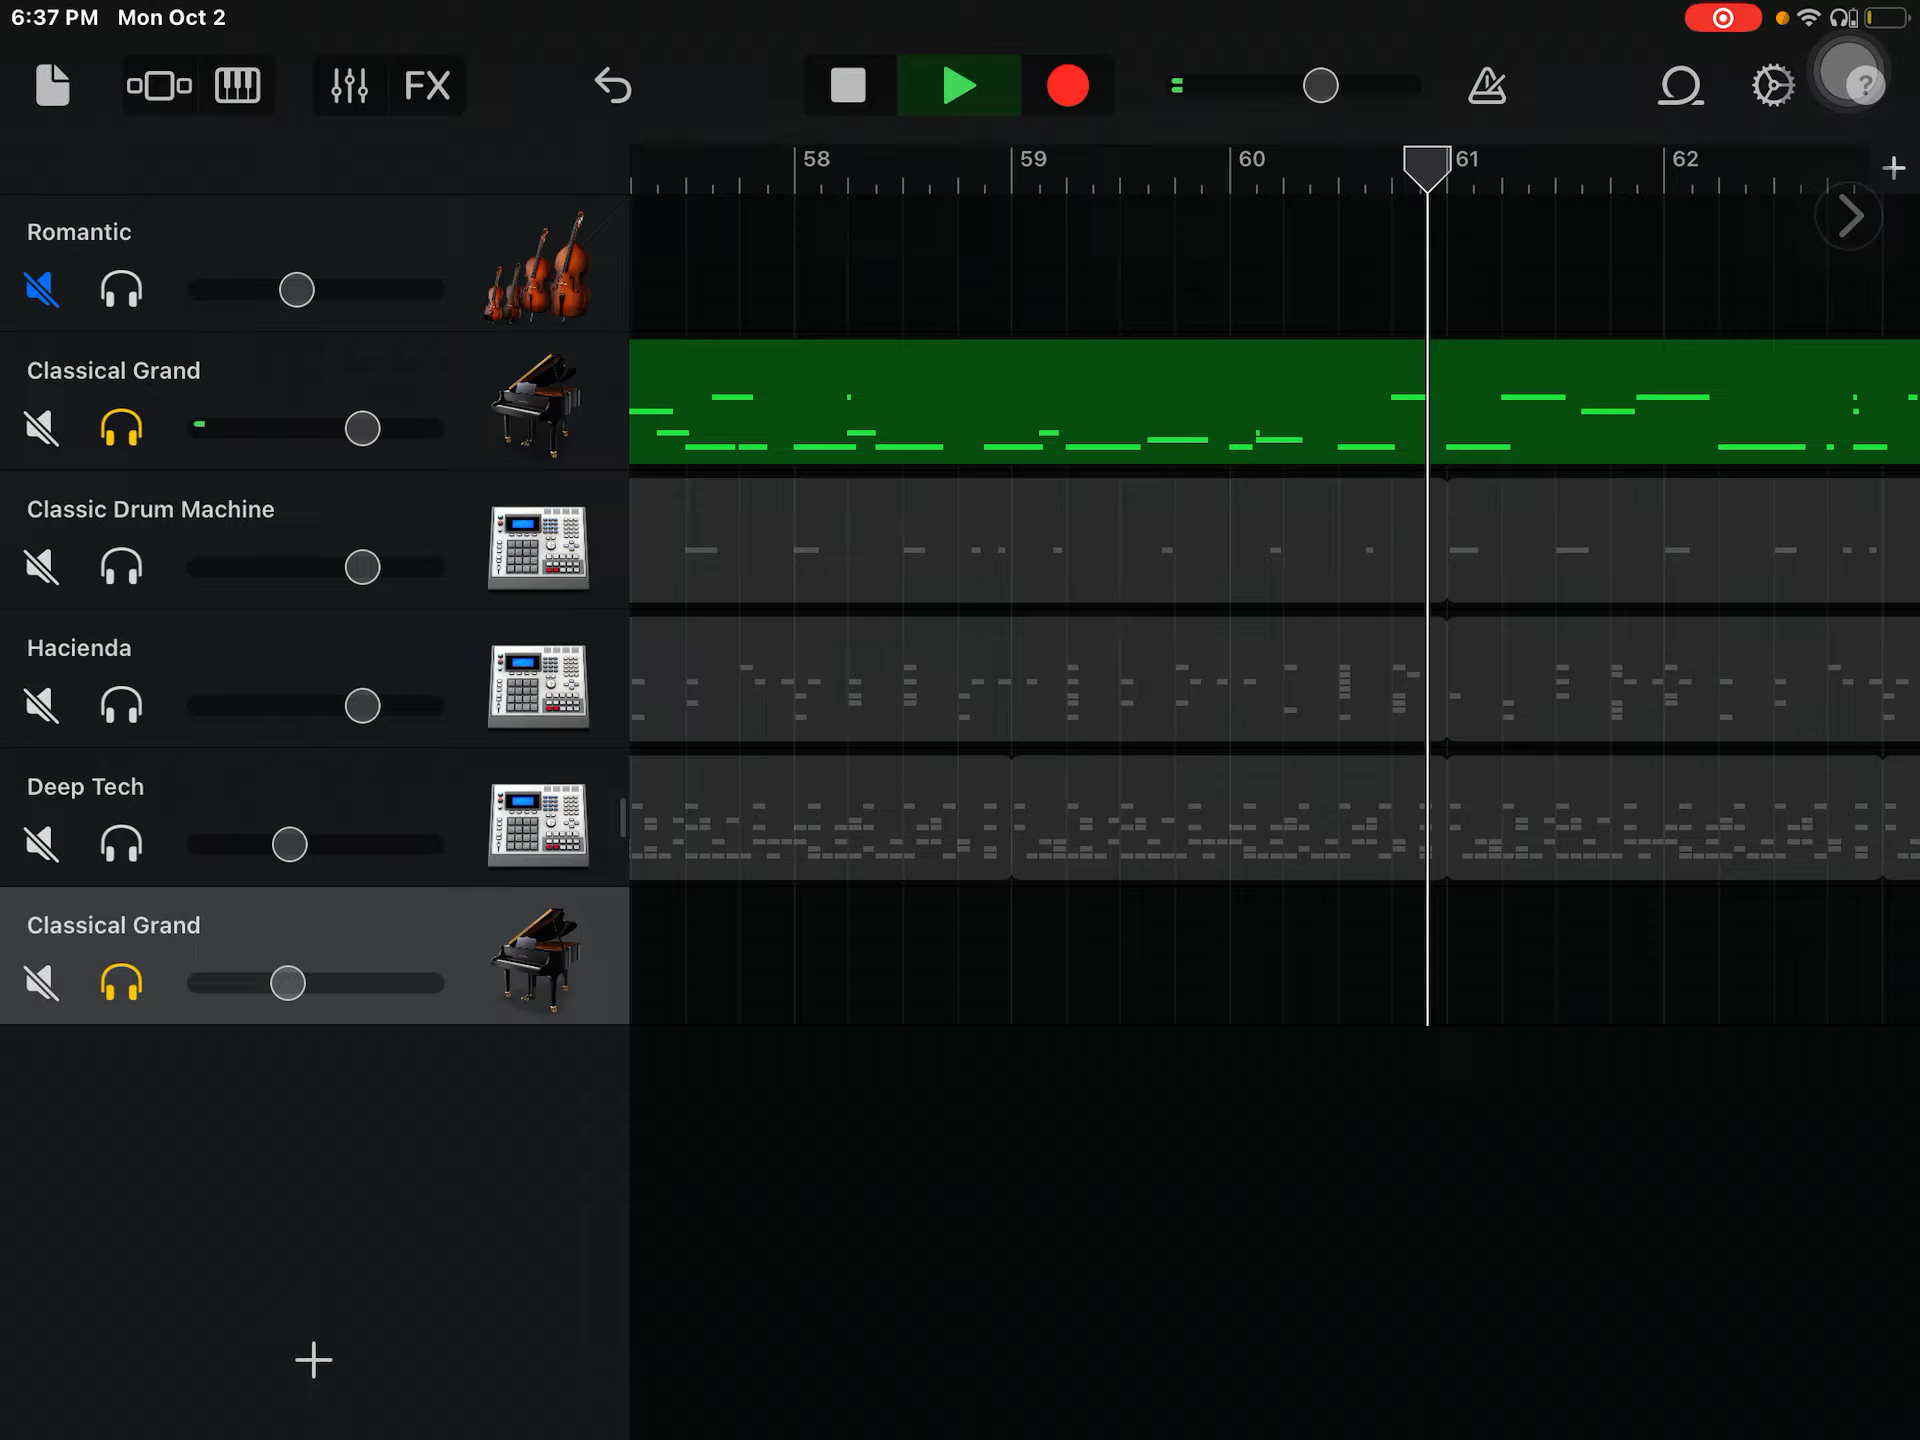 6:37 PM Mon Oct 2
FX
?
58 59 60 61 62
Romantic
Classical Grand
Classic Drum Machine
Hacienda
Deep Tech
Classical Grand